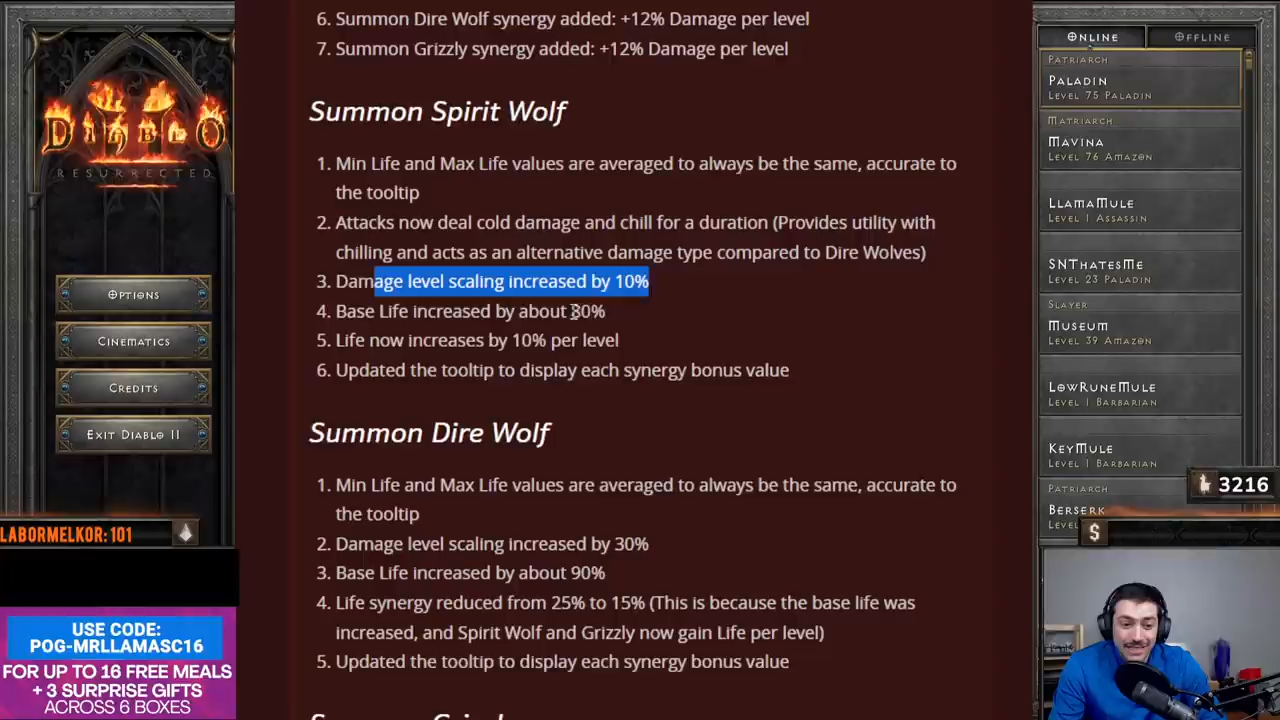 DIABLO
II
RESURRECTED
Options
Cinematics
Credits
Exit Diablo II
LABORMELKOR: 101
USE CODE:
POG-MRLLAMASC16
FOR UP TO 16 FREE MEALS
+ 3 SURPRISE GIFTS
ACROSS 6 BOXES
6. Summon Dire Wolf synergy added: +12% Damage per level
7. Summon Grizzly synergy added: +12% Damage per level
Summon Spirit Wolf
1. Min Life and Max Life values are averaged to always be the same, accurate to
the tooltip
2. Attacks now deal cold damage and chill for a duration (Provides utility with
chilling and acts as an alternative damage type compared to Dire Wolves)
3. Damage level scaling increased by 10%
4. Base Life increased by about 80%
5. Life now increases by 10% per level
6. Updated the tooltip to display each synergy bonus value
Summon Dire Wolf
1. Min Life and Max Life values are averaged to always be the same, accurate to
the tooltip
2. Damage level scaling increased by 30%
3. Base Life increased by about 90%
4. Life synergy reduced from 25% to 15% (This is because the base life was
increased, and Spirit Wolf and Grizzly now gain Life per level)
5. Updated the tooltip to display each synergy bonus value
Online
Offline
Patriarch
Paladin
Level 75 Paladin
Matriarch
Mavina
Level 76 Amazon
LlamaMule
Level 1 Assassin
SNThatesMe
Level 23 Paladin
Slayer
Museum
Level 39 Amazon
LowRuneMule
Level 1 Barbarian
KeyMule
Level 1 Barbarian
Patriarch
Berserk
Level
3216
$